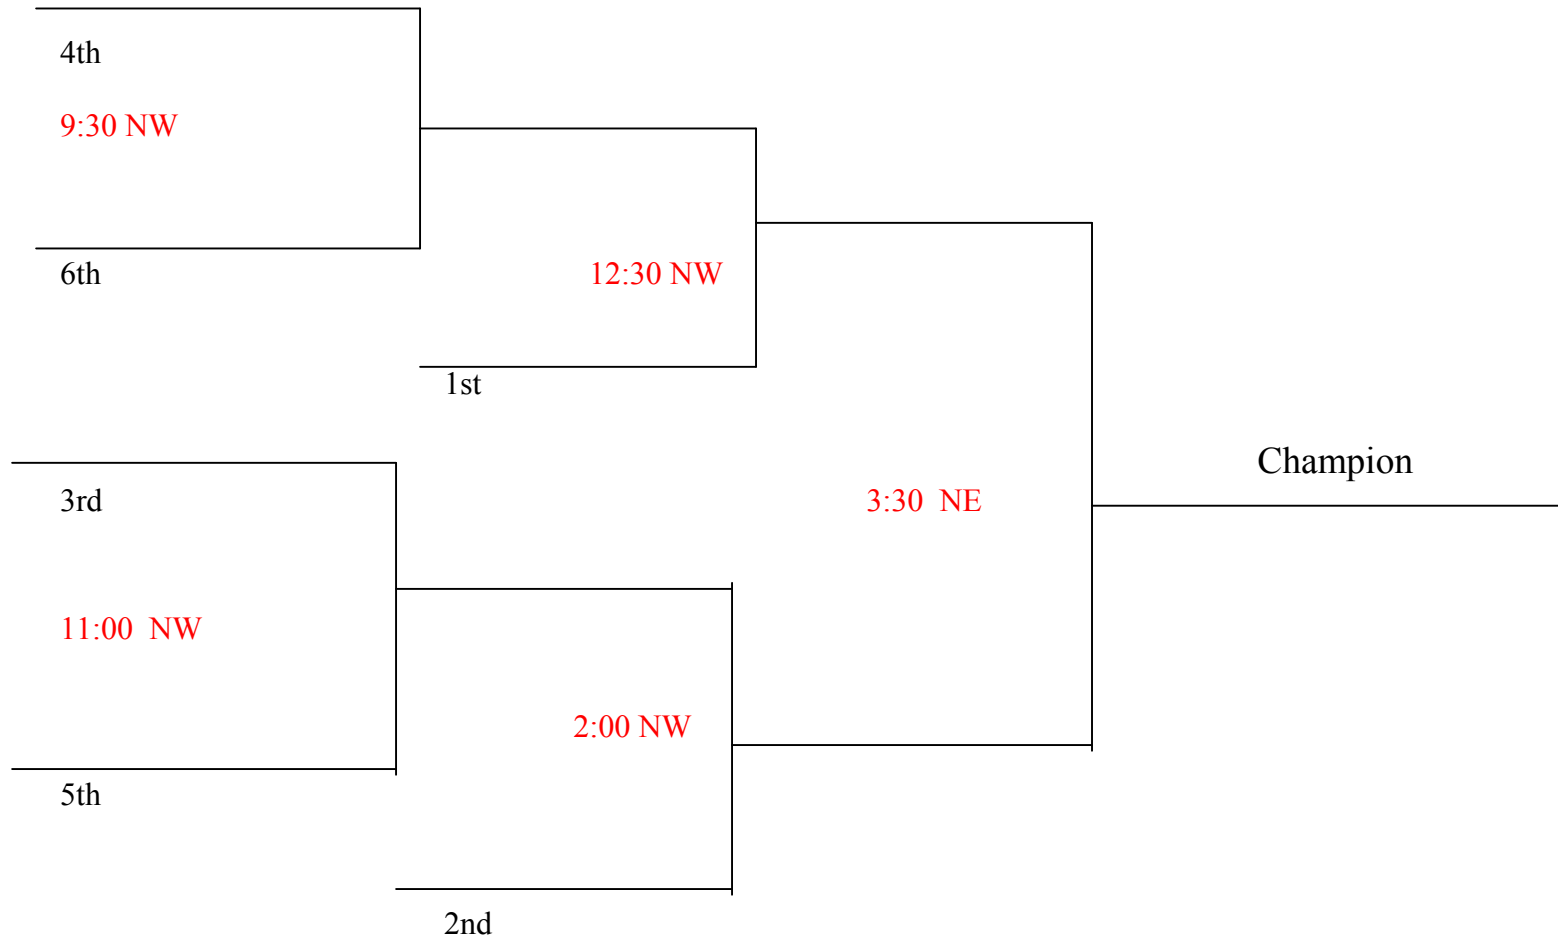 4th
9:30 NW
6th
12:30 NW
1st
Champion
3rd
3:30 NE
11:00 NW
2:00 NW
5th
2nd